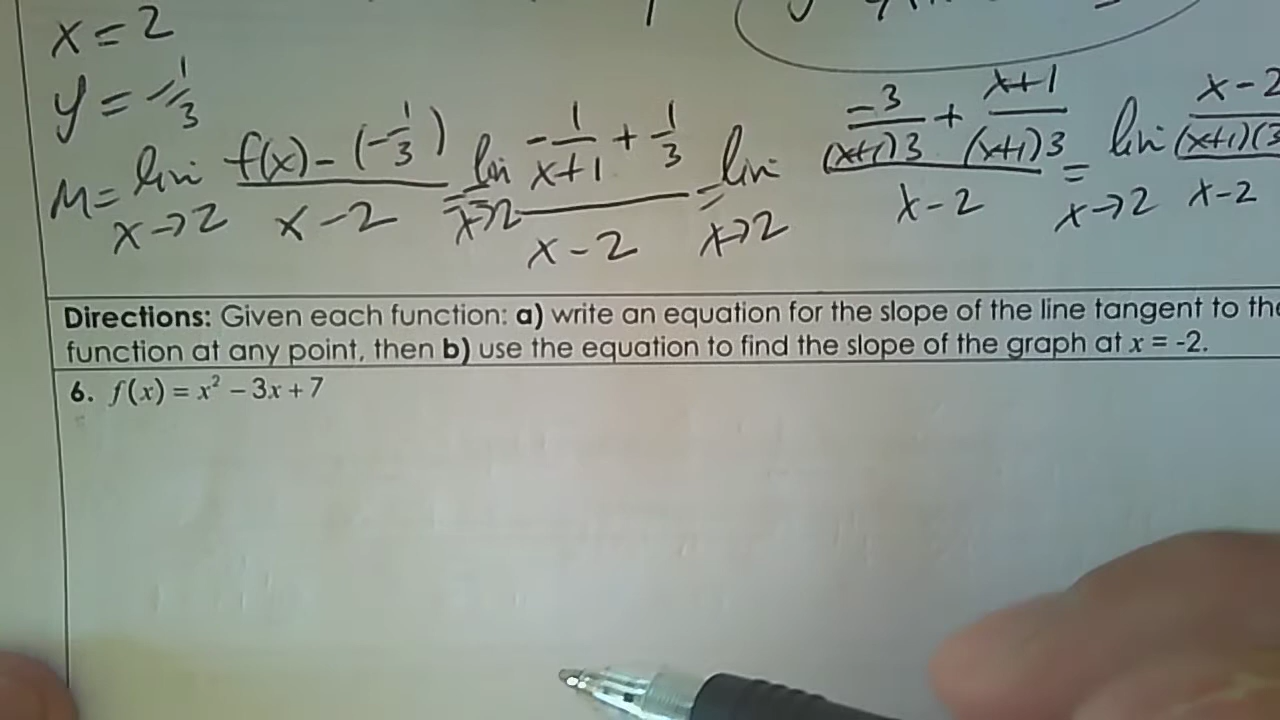 x = 2
y = -1/3
M = lim x→2 (f(x) - (-1/3))/(x - 2) = lim x→2 (-1/(x+1) + 1/3)/(x - 2) = lim x→2 (-3/((x+1)3) + (x+1)/((x+1)3))/(x - 2) = lim x→2 (x-2/((x+1)(3/(x-2
Directions: Given each function: a) write an equation for the slope of the line tangent to the
function at any point, then b) use the equation to find the slope of the graph at x = -2.
6. f(x) = x² – 3x + 7